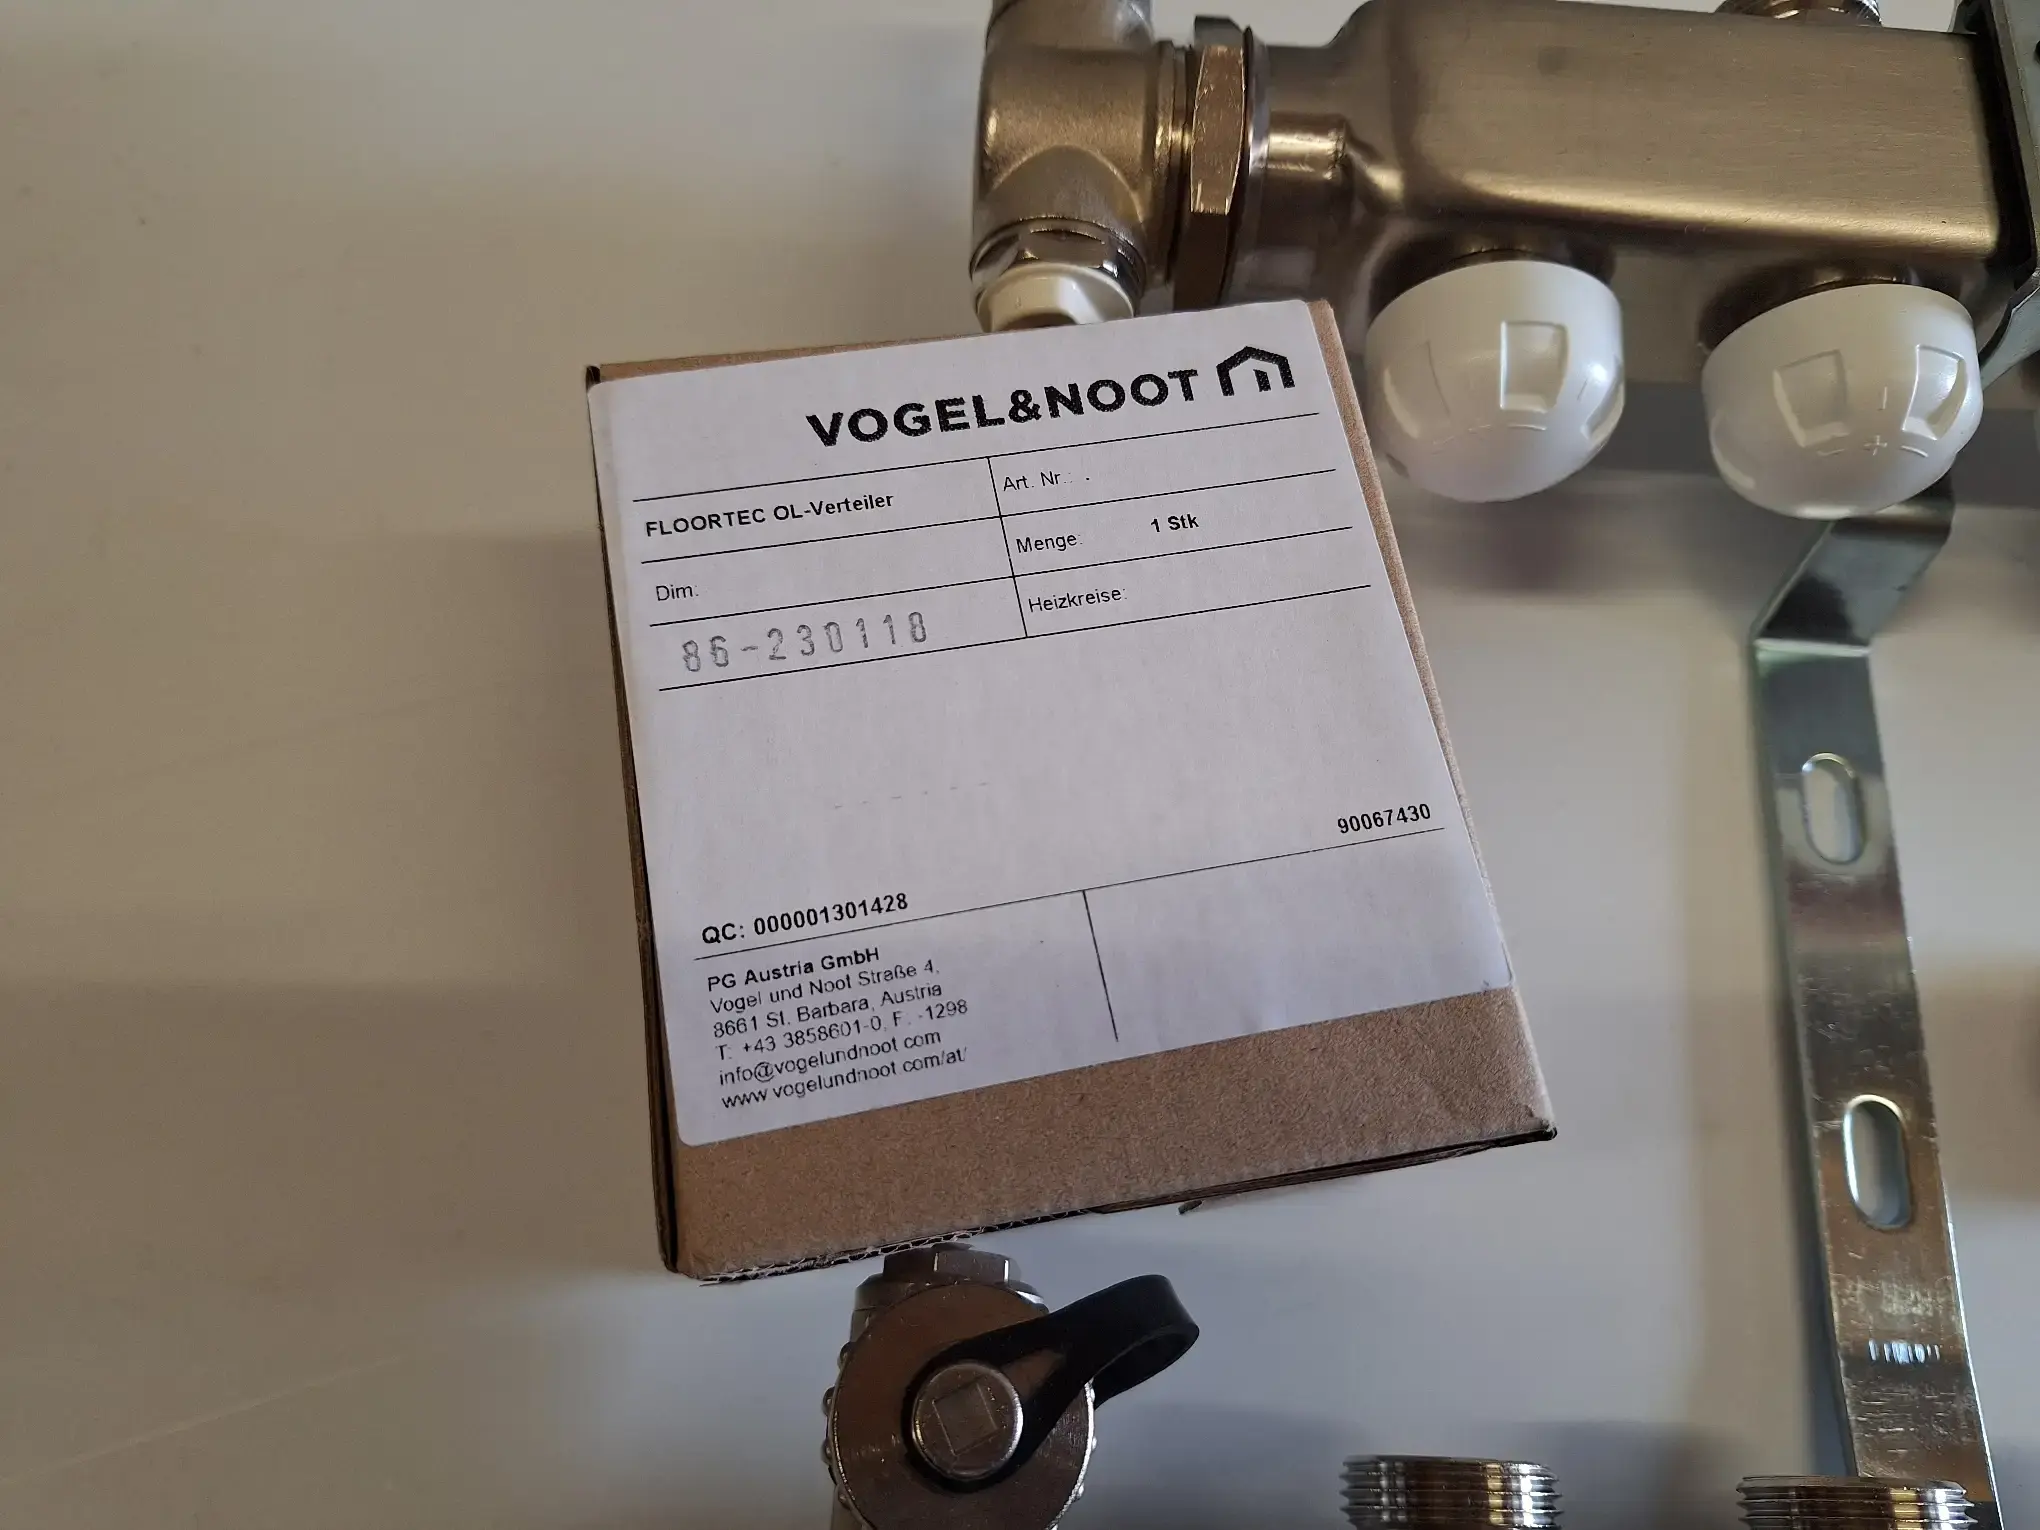 VOGEL&NOOT
FLOORTEC OL-Verteiler
Art. Nr.: .
Dim:
Menge: 1 Stk
86-230118
Heizkreise:
90067430
QC: 000001301428
PG Austria GmbH
Vogel und Noot Straße 4,
8661 St. Barbara, Austria
T: +43 3858601-0, F. -1298
info@vogelundnoot.com
www.vogelundnoot.com/at/
- +